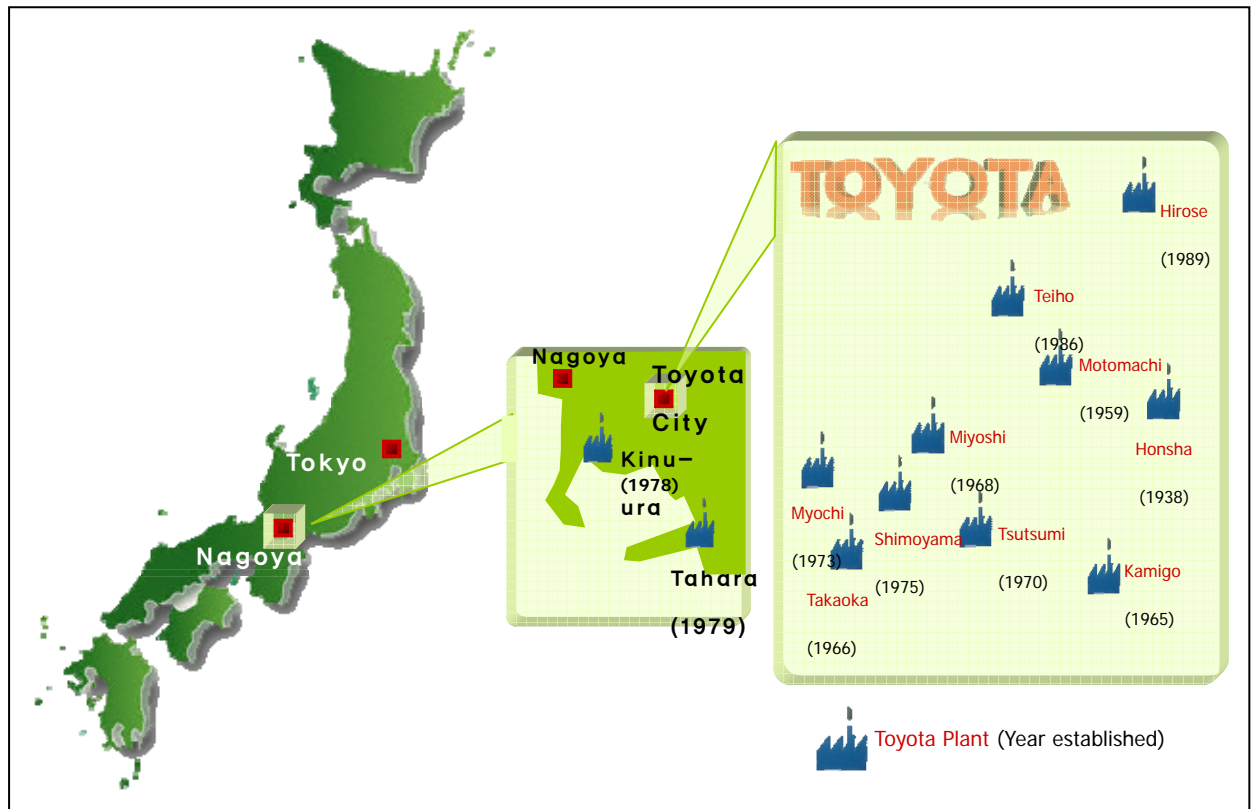 TOYOTA
Hirose
(1989)
Teiho
(1986)
Motomachi
(1959)
Honsha
(1938)
Miyoshi
(1968)
Myochi
(1973)
Shimoyama
(1975)
Tsutsumi
(1970)
Takaoka
(1966)
Kamigo
(1965)
Nagoya
Toyota
City
Kinu–
(1978)
ura
Tahara
(1979)
Tokyo
Nagoya
Toyota Plant (Year established)